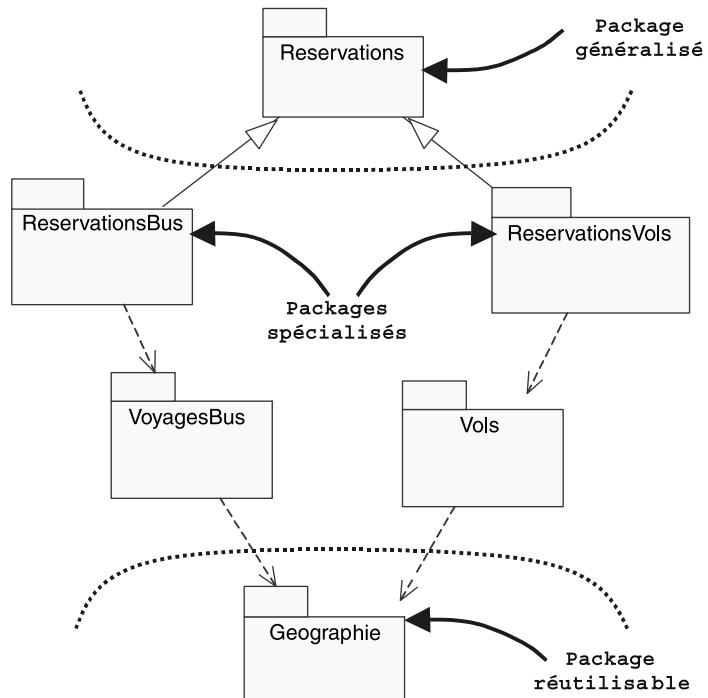 Package
généralisé
Reservations
ReservationsBus
ReservationsVols
Packages
spécialisés
VoyagesBus
Vols
Geographie
Package
réutilisable